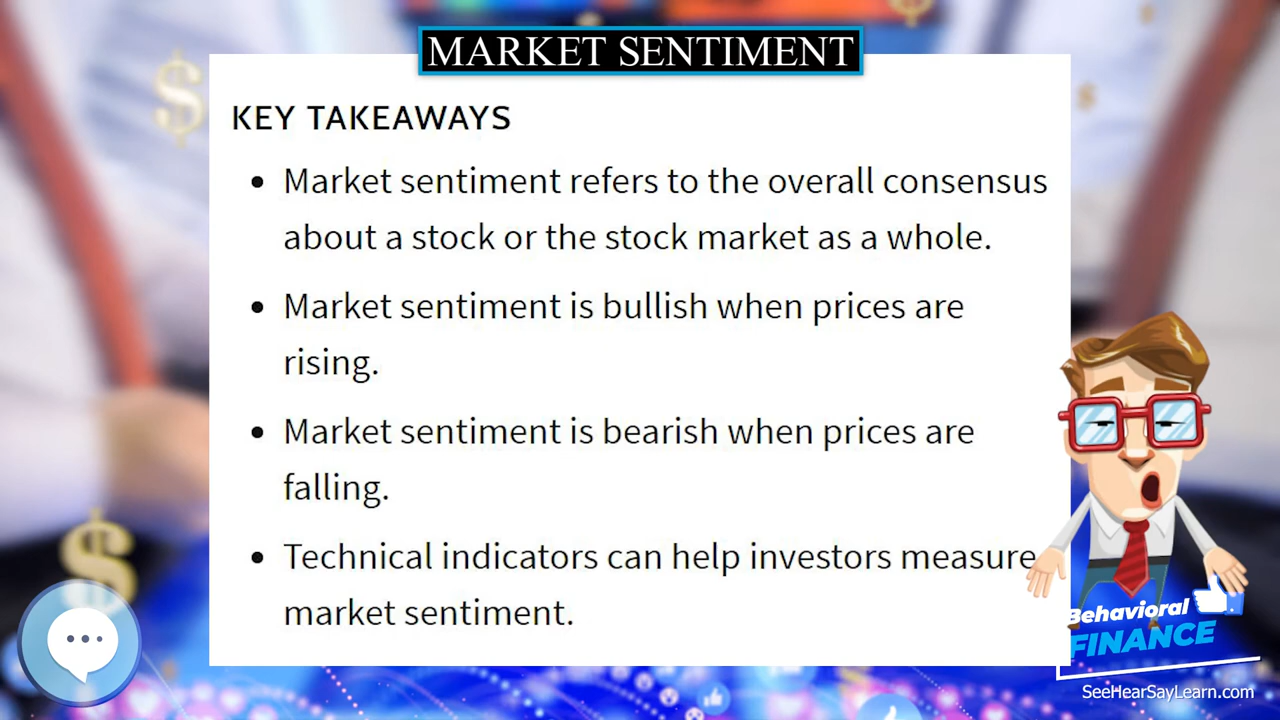 MARKET SENTIMENT
KEY TAKEAWAYS
• Market sentiment refers to the overall consensus
about a stock or the stock market as a whole.
• Market sentiment is bullish when prices are
rising.
• Market sentiment is bearish when prices are
falling.
• Technical indicators can help investors measure
market sentiment.
Behavioral
FINANCE
SeeHearSayLearn.com
$
$